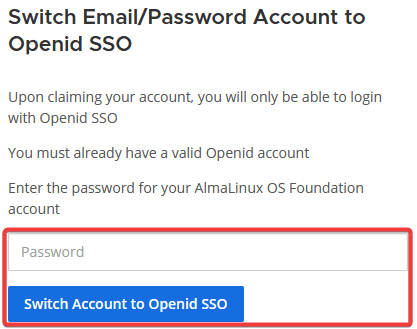 Switch Email/Password Account to
Openid SSO
Upon claiming your account, you will only be able to login
with Openid SSO
You must already have a valid Openid account
Enter the password for your AlmaLinux OS Foundation
account
Password
Switch Account to Openid SSO